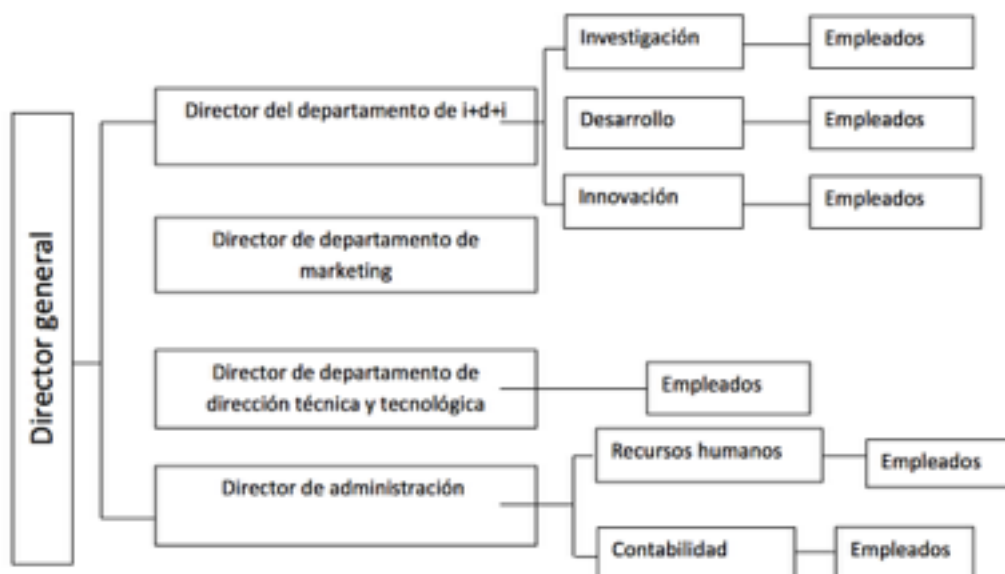 Director general
Director del departamento de i+d+i
Investigación
Empleados
Desarrollo
Empleados
Innovación
Empleados
Director de departamento de
marketing
Director de departamento de
dirección técnica y tecnológica
Empleados
Director de administración
Recursos humanos
Empleados
Contabilidad
Empleados